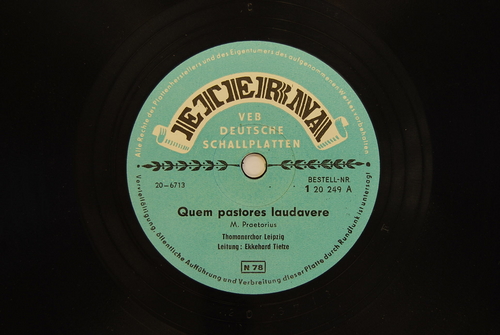 Alle Rechte des Plattenherstellers und des Eigentümers des aufgenommenen Werkes vorbehalten
ETERNA
VEB
DEUTSCHE
SCHALLPLATTEN
20-6713
BESTELL-NR
1 20 249 A
Quem pastores laudavere
M. Praetorius
Thomanerchor Leipzig
Leitung: Ekkehard Tietze
N 78
Vervielfältigung, öffentliche Aufführung und Verbreitung dieser Platte durch Rundfunk ist untersagt